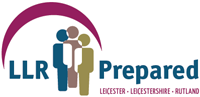 LLR Prepared
LEICESTER • LEICESTERSHIRE • RUTLAND